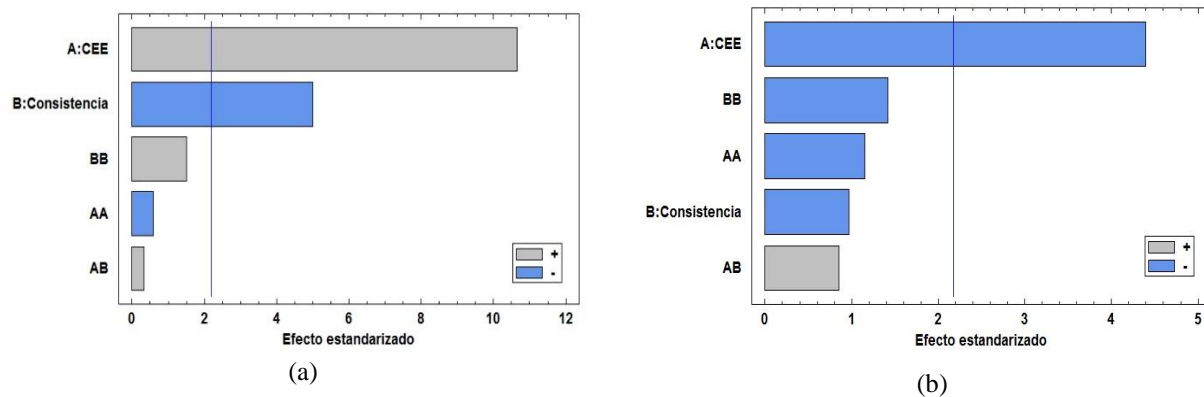 A:CEE
B:Consistencia
BB
AA
AB
+
-
0 2 4 6 8 10 12
Efecto estandarizado
(a)
A:CEE
BB
AA
B:Consistencia
AB
+
-
0 1 2 3 4 5
Efecto estandarizado
(b)